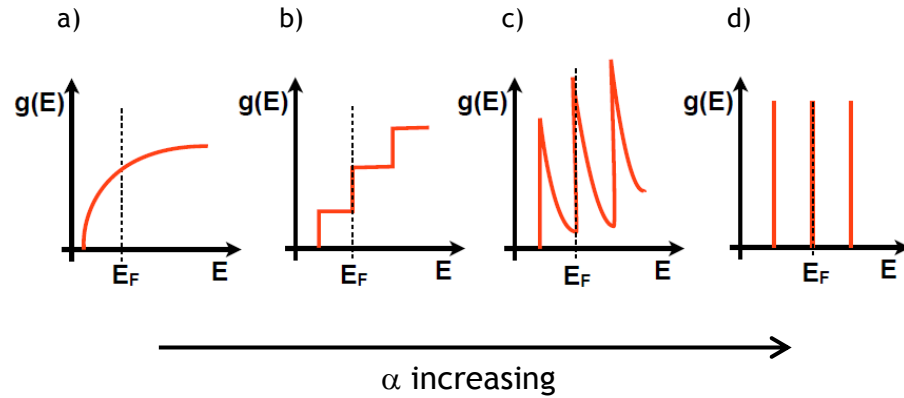 a) b) c) d)
g(E) g(E) g(E) g(E)
E_F E E_F E E_F E E_F E
α increasing